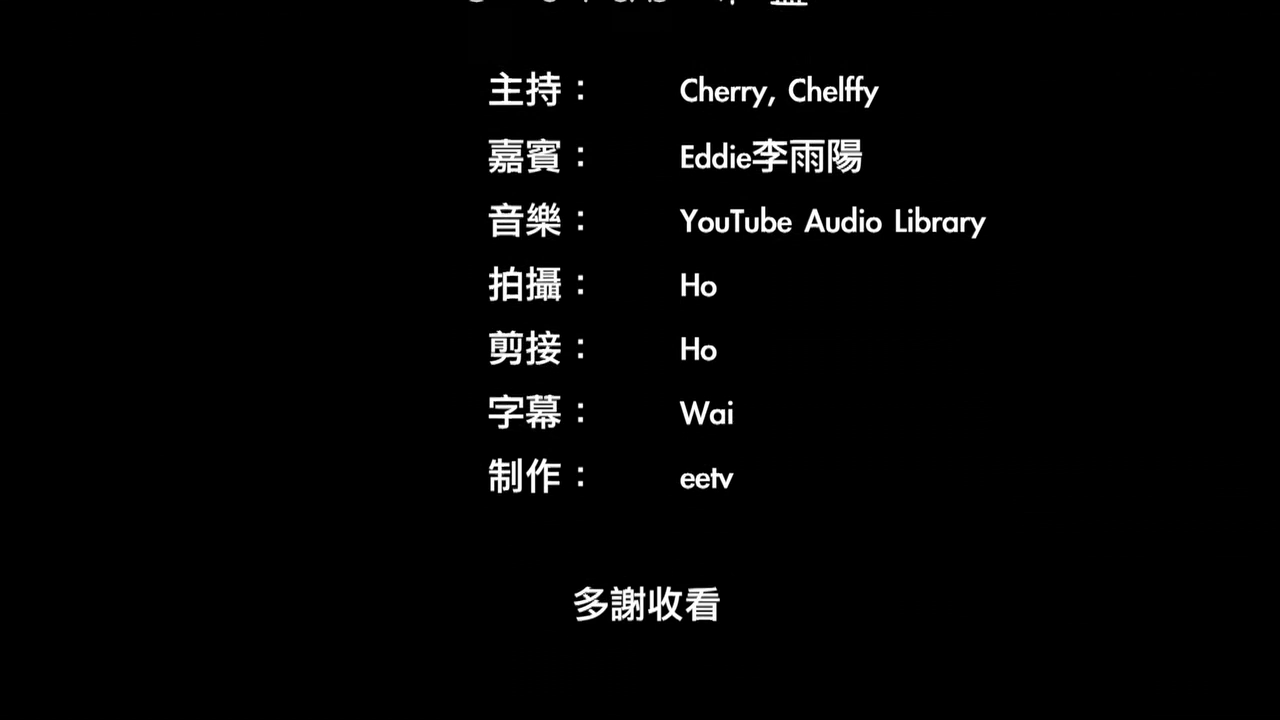 主持： Cherry, Chelffy
嘉賓： Eddie李雨陽
音樂： YouTube Audio Library
拍攝： Ho
剪接： Ho
字幕： Wai
制作： eetv
多謝收看